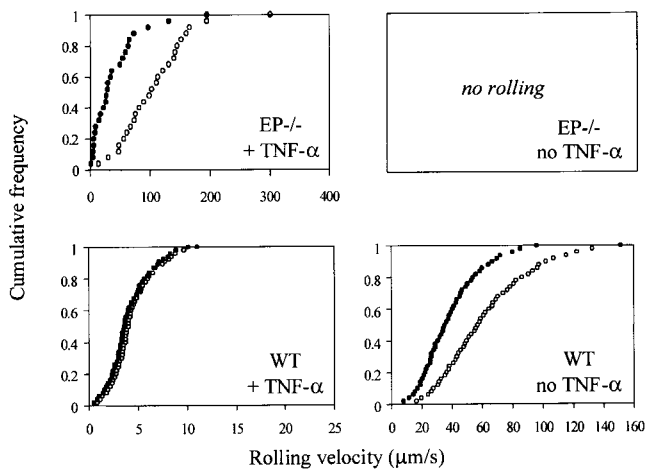 Cumulative frequency
1
0.8
0.6
0.4
0.2
0
0 100 200 300 400
EP-/-
+ TNF-α
no rolling
EP-/-
no TNF-α
1
0.8
0.6
0.4
0.2
0
0 5 10 15 20 25
WT
+ TNF-α
1
0.8
0.6
0.4
0.2
0
0 20 40 60 80 100 120 140 160
WT
no TNF-α
Rolling velocity (μm/s)